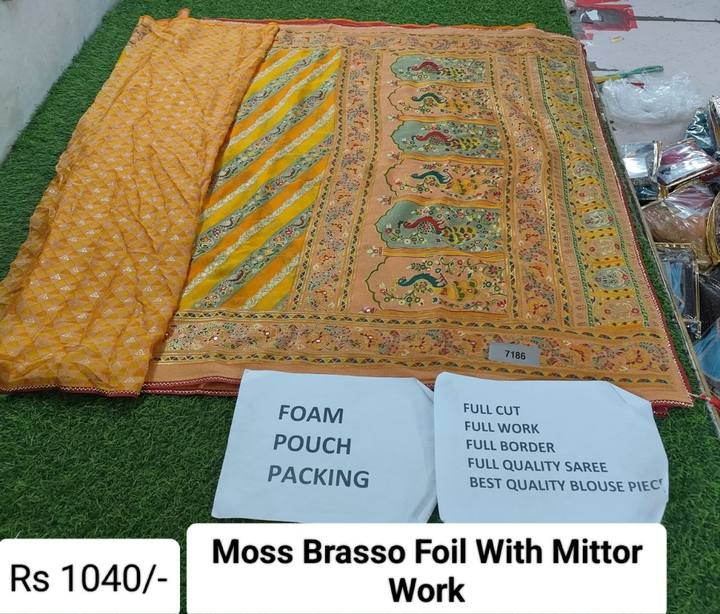 7186
FOAM
POUCH
PACKING
FULL CUT
FULL WORK
FULL BORDER
FULL QUALITY SAREE
BEST QUALITY BLOUSE PIEC
Rs 1040/-
Moss Brasso Foil With Mittor
Work